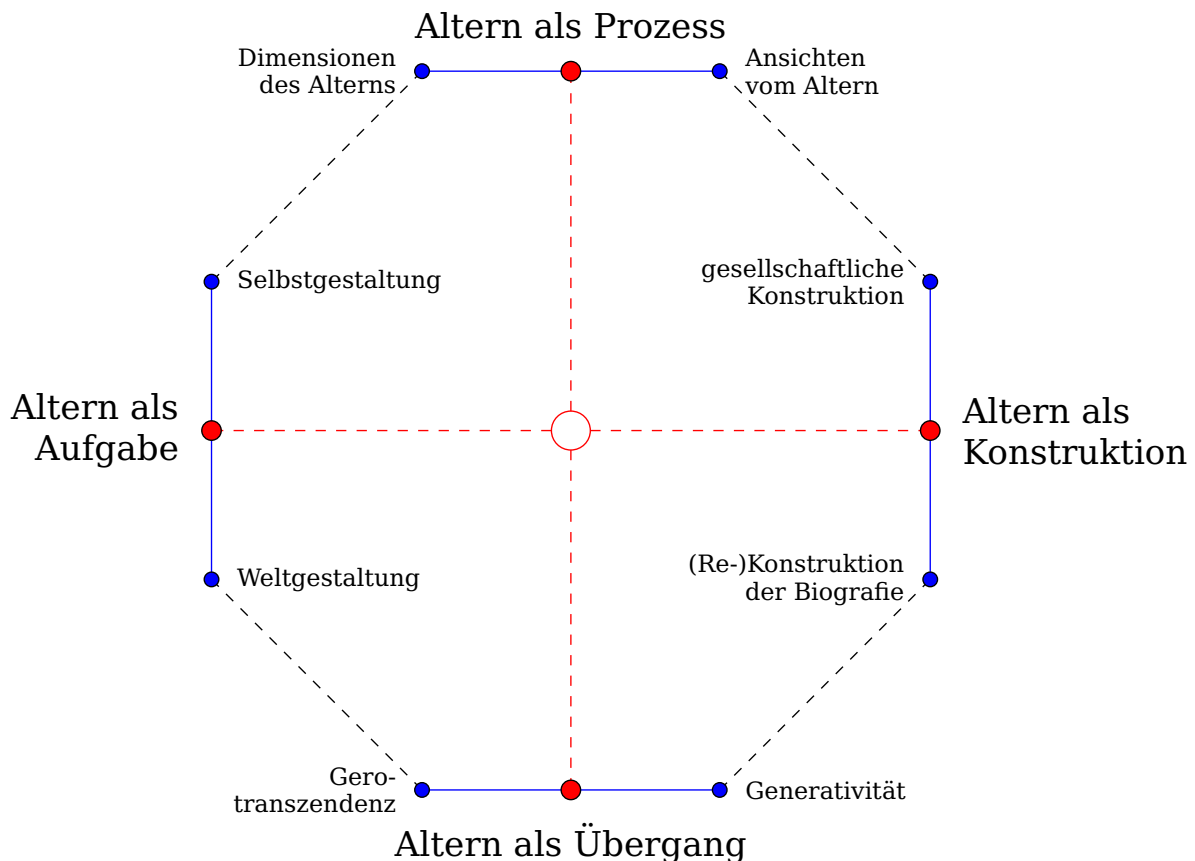 Altern als Prozess
Dimensionen
des Alterns
Ansichten
vom Altern
Selbstgestaltung
gesellschaftliche
Konstruktion
Altern als
Aufgabe
Altern als
Konstruktion
Weltgestaltung
(Re-)Konstruktion
der Biografie
Gero-
transzendenz
Generativität
Altern als Übergang